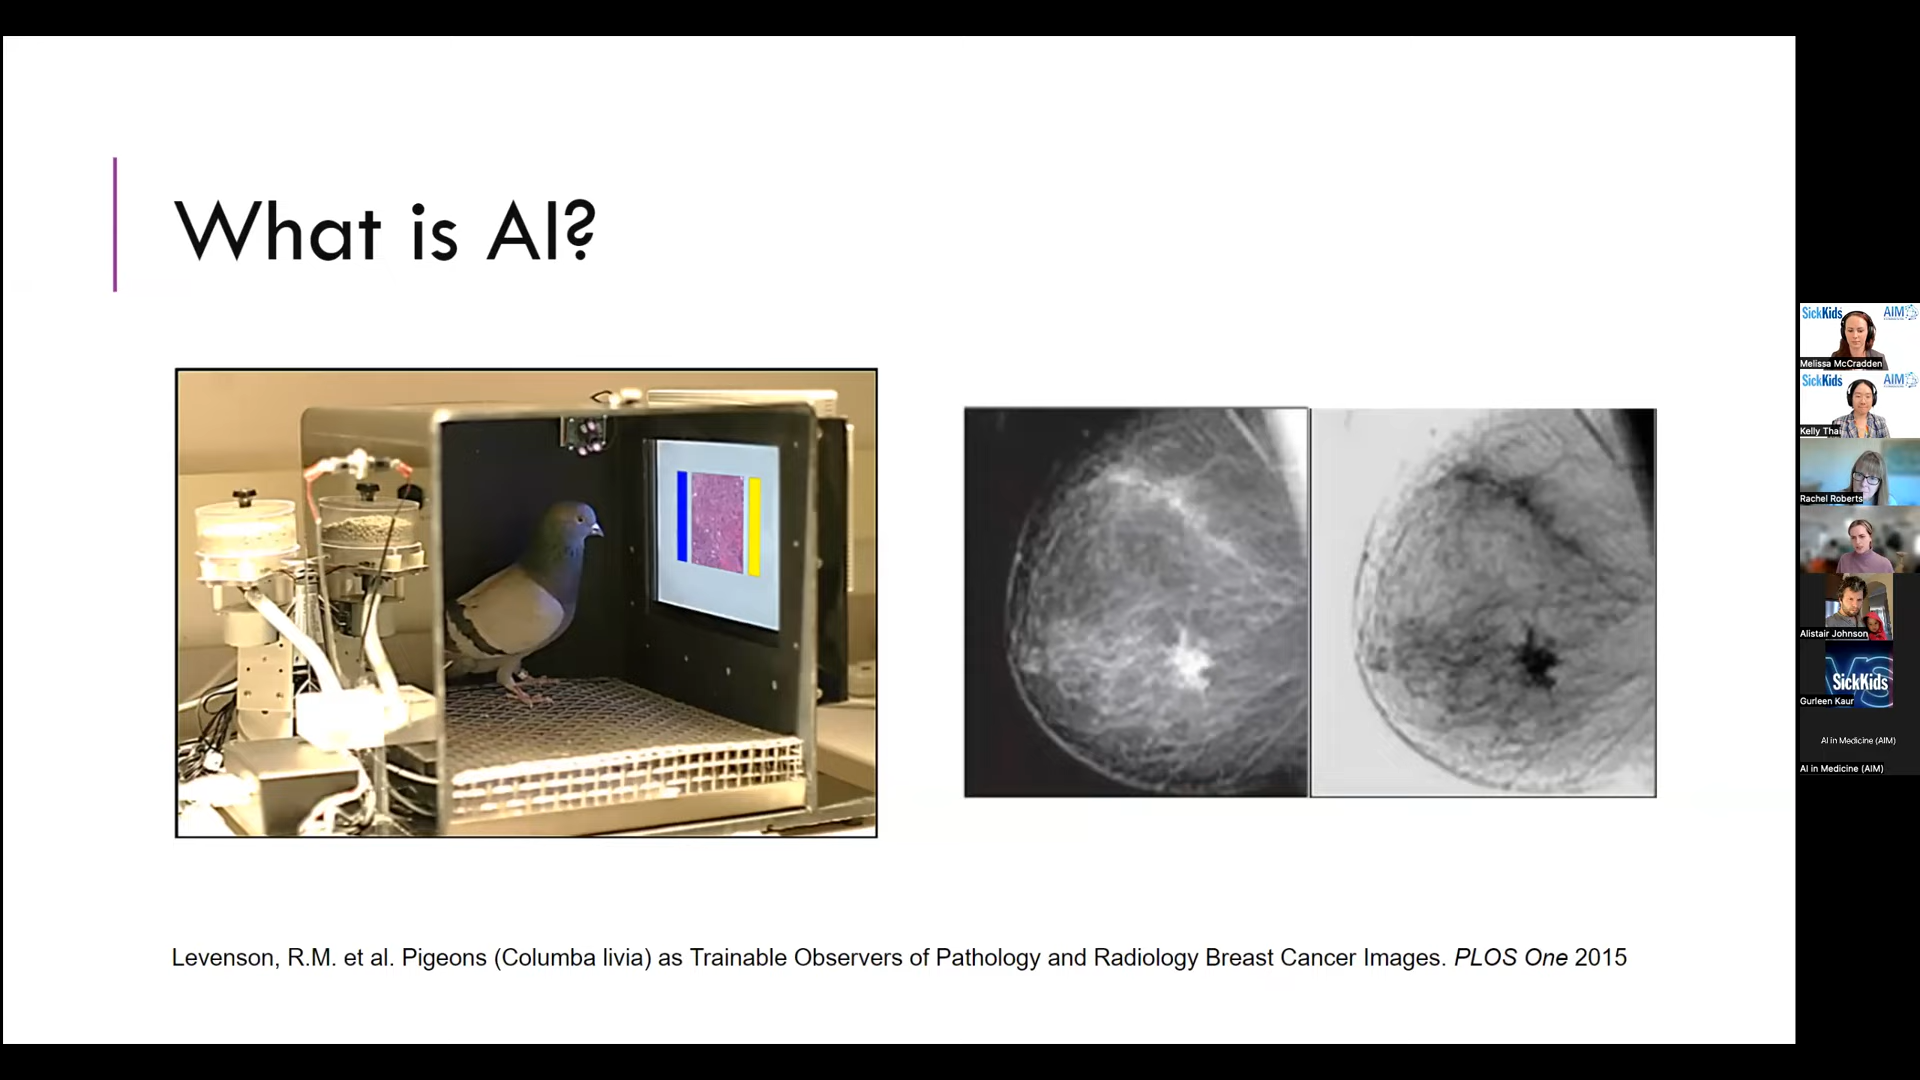 What is AI?
Levenson, R.M. et al. Pigeons (Columba livia) as Trainable Observers of Pathology and Radiology Breast Cancer Images. PLOS One 2015
SickKids AIM
Melissa McCradden
SickKids AIM
Kelly Thai
Rachel Roberts
Alistair Johnson
SickKids
Gurleen Kaur
AI in Medicine (AIM)
AI in Medicine (AIM)